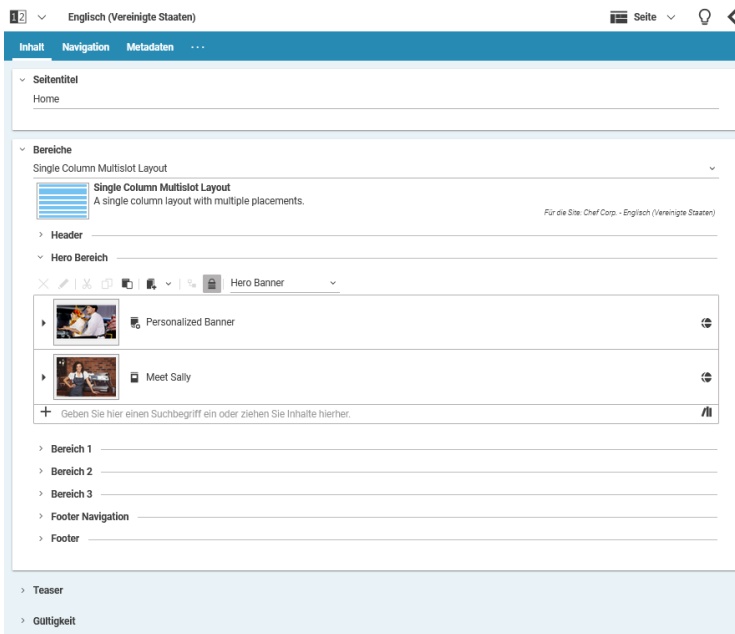 12 Englisch (Vereinigte Staaten) Seite
Inhalt Navigation Metadaten ···
Seitentitel
Home
Bereiche
Single Column Multislot Layout
Single Column Multislot Layout
A single column layout with multiple placements.
Für die Site: Chef Corp. - Englisch (Vereinigte Staaten)
Header
Hero Bereich
Hero Banner
Personalized Banner
Meet Sally
Geben Sie hier einen Suchbegriff ein oder ziehen Sie Inhalte hierher.
Bereich 1
Bereich 2
Bereich 3
Footer Navigation
Footer
Teaser
Gültigkeit